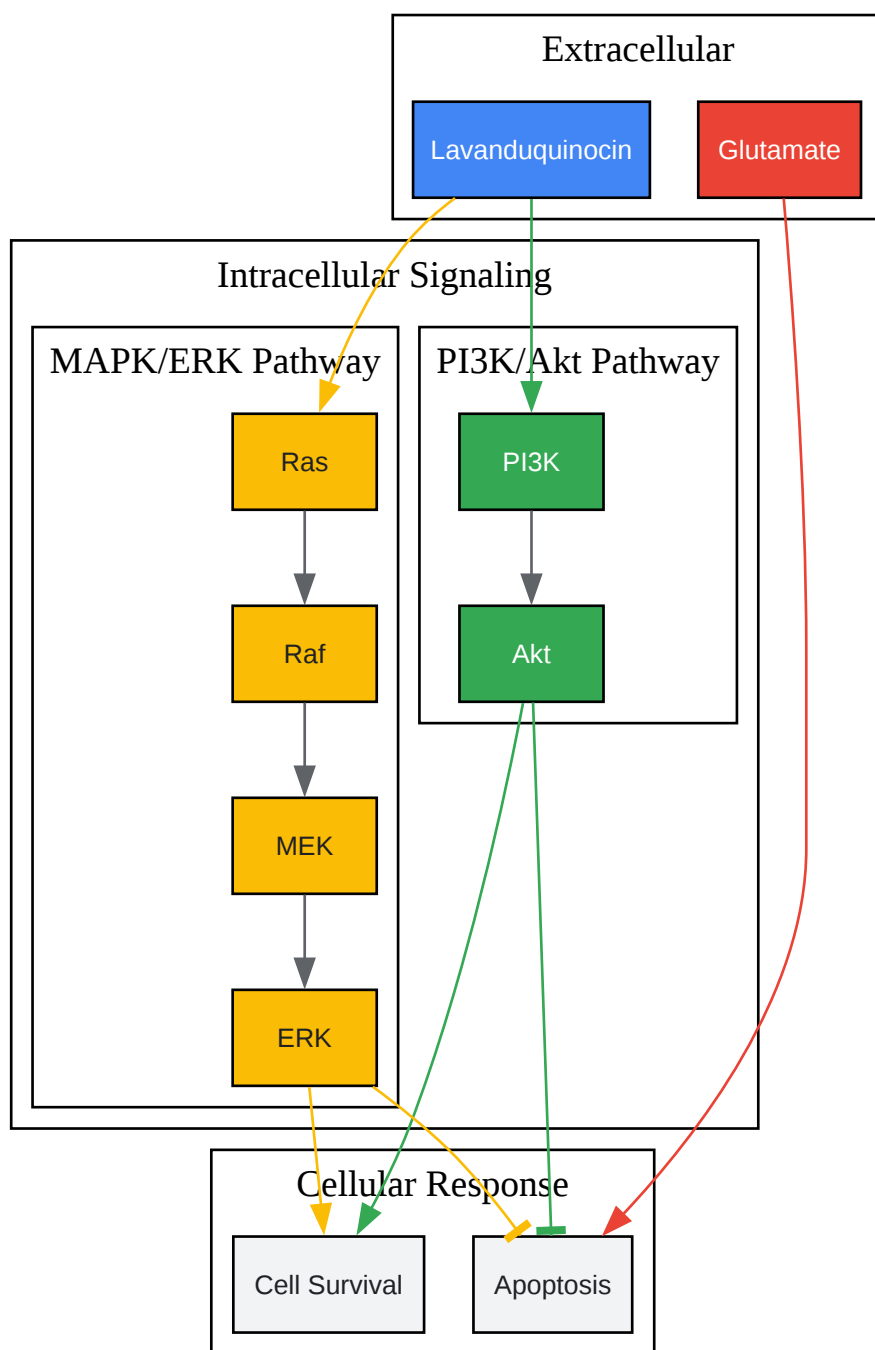 Extracellular
Lavanduquinocin
Glutamate
Intracellular Signaling
MAPK/ERK Pathway
PI3K/Akt Pathway
Ras
PI3K
Raf
Akt
MEK
ERK
Cellular Response
Cell Survival
Apoptosis